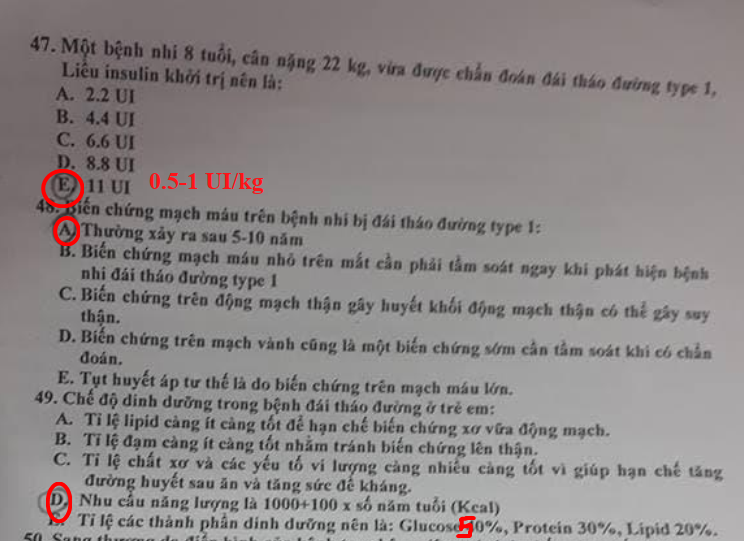 47. Một bệnh nhi 8 tuổi, cân nặng 22 kg, vừa được chẩn đoán đái tháo đường type 1,
Liều insulin khởi trị nên là:
A. 2.2 UI
B. 4.4 UI
C. 6.6 UI
D. 8.8 UI
E. 11 UI 0.5-1 UI/kg
48. Biến chứng mạch máu trên bệnh nhi bị đái tháo đường type 1:
A. Thường xảy ra sau 5-10 năm
B. Biến chứng mạch máu nhỏ trên mắt cần phải tầm soát ngay khi phát hiện bệnh
nhi đái tháo đường type 1
C. Biến chứng trên động mạch thận gây huyết khối động mạch thận có thể gây suy
thận.
D. Biến chứng trên mạch vành cũng là một biến chứng sớm cần tầm soát khi có chẩn
đoán.
E. Tụt huyết áp tư thế là do biến chứng trên mạch máu lớn.
49. Chế độ dinh dưỡng trong bệnh đái tháo đường ở trẻ em:
A. Tỉ lệ lipid càng ít càng tốt để hạn chế biến chứng xơ vữa động mạch.
B. Tỉ lệ đạm càng ít càng tốt nhằm tránh biến chứng lên thận.
C. Tỉ lệ chất xơ và các yếu tố vi lượng càng nhiều càng tốt vì giúp hạn chế tăng
đường huyết sau ăn và tăng sức đề kháng.
D. Nhu cầu năng lượng là 1000+100 x số năm tuổi (Kcal)
E. Tỉ lệ các thành phần dinh dưỡng nên là: Glucose 50%, Protein 30%, Lipid 20%.
50.